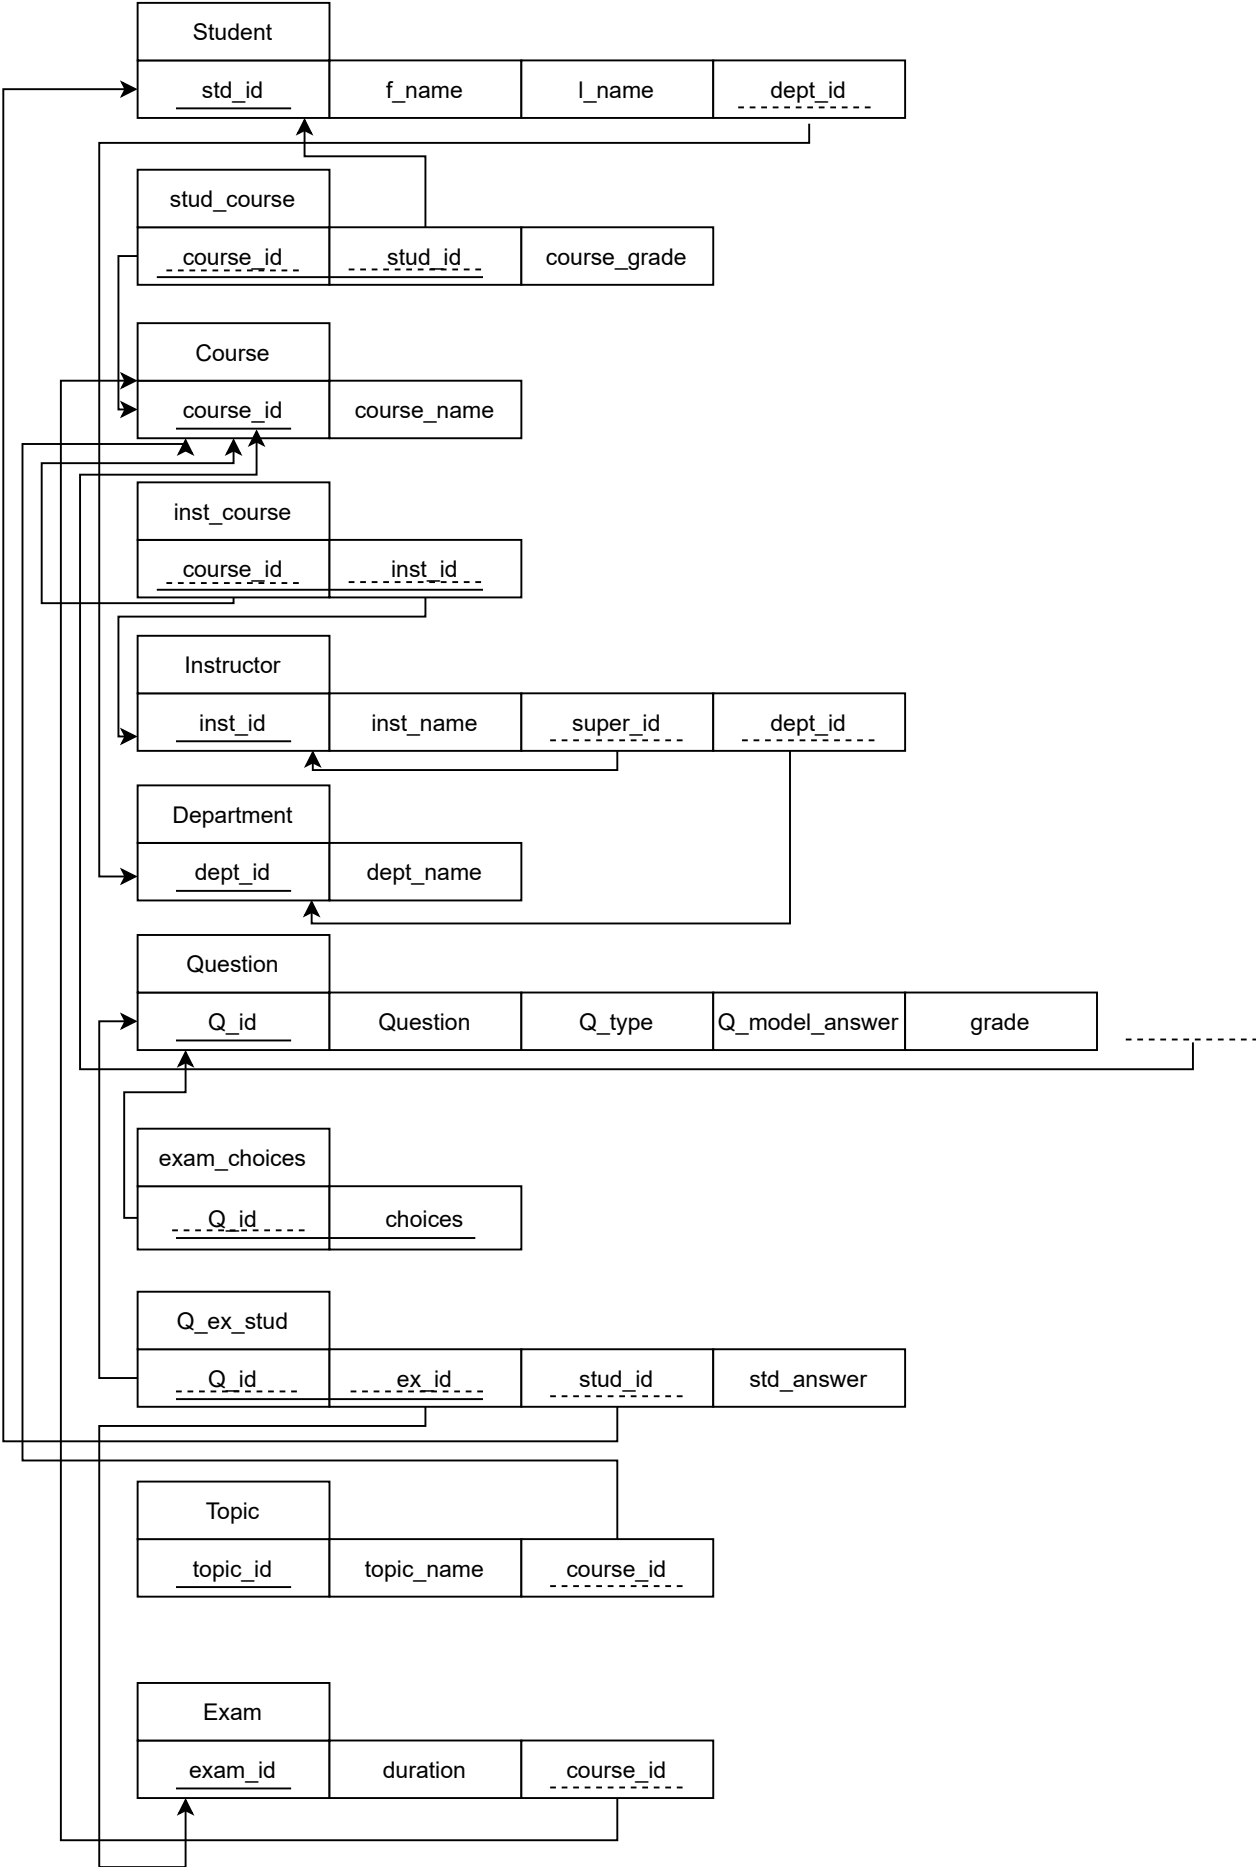 Student
std_id f_name l_name dept_id
stud_course
course_id stud_id course_grade
Course
course_id course_name
inst_course
course_id inst_id
Instructor
inst_id inst_name super_id dept_id
Department
dept_id dept_name
Question
Q_id Question Q_type Q_model_answer grade
exam_choices
Q_id choices
Q_ex_stud
Q_id ex_id stud_id std_answer
Topic
topic_id topic_name course_id
Exam
exam_id duration course_id